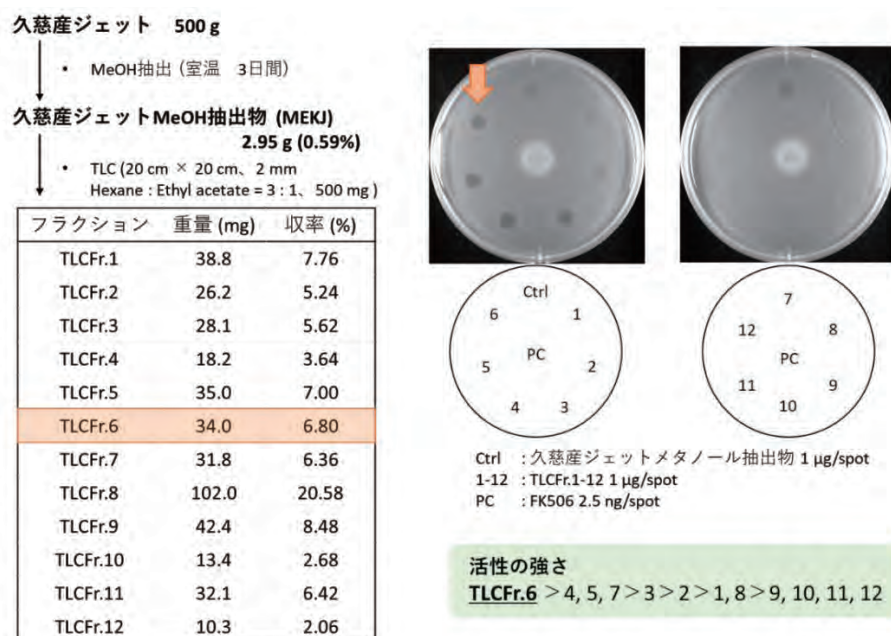 久慈産ジェット 500 g
・ MeOH抽出 (室温 3日間)
久慈産ジェットMeOH抽出物 (MEKJ)
2.95 g (0.59%)
・ TLC (20 cm × 20 cm、2 mm
Hexane : Ethyl acetate = 3 : 1、 500 mg )
フラクション 重量 (mg) 収率 (%)
TLCFr.1 38.8 7.76
TLCFr.2 26.2 5.24
TLCFr.3 28.1 5.62
TLCFr.4 18.2 3.64
TLCFr.5 35.0 7.00
TLCFr.6 34.0 6.80
TLCFr.7 31.8 6.36
TLCFr.8 102.0 20.58
TLCFr.9 42.4 8.48
TLCFr.10 13.4 2.68
TLCFr.11 32.1 6.42
TLCFr.12 10.3 2.06
Ctrl
6 1
PC
5 2
4 3
7
12 8
PC
11 9
10
Ctrl : 久慈産ジェットメタノール抽出物 1 μg/spot
1-12 : TLCFr.1-12 1 μg/spot
PC : FK506 2.5 ng/spot
活性の強さ
TLCFr.6 > 4, 5, 7 > 3 > 2 > 1, 8 > 9, 10, 11, 12